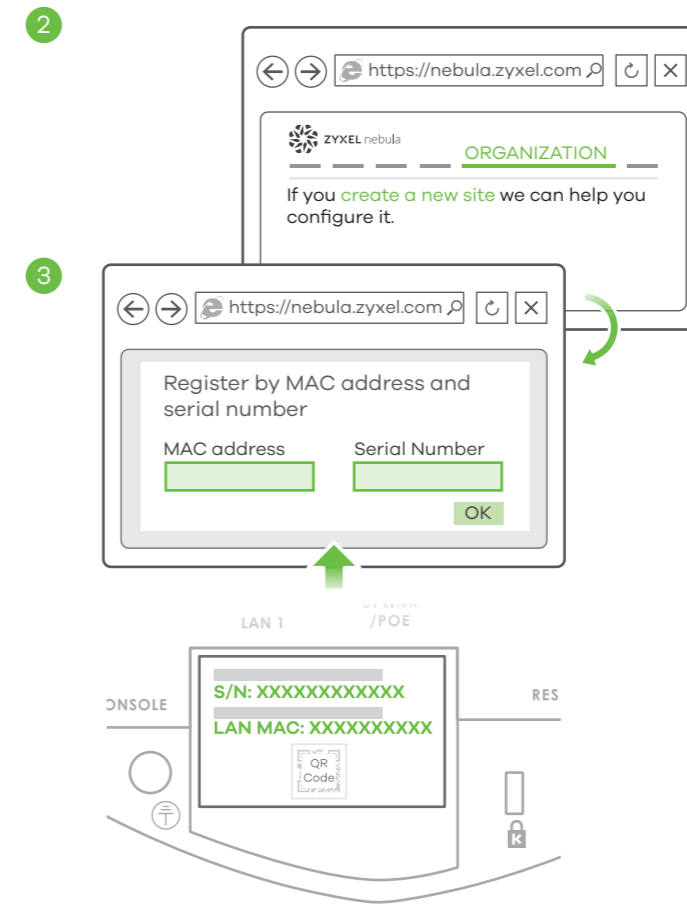 2
https://nebula.zyxel.com
ZYXEL nebula
ORGANIZATION
If you create a new site we can help you
configure it.
3
https://nebula.zyxel.com
Register by MAC address and
serial number
MAC address Serial Number
OK
LAN 1
UPLINK
/POE
S/N: XXXXXXXXXXXX
LAN MAC: XXXXXXXXXX
QR
Code
ONSOLE
RES
K